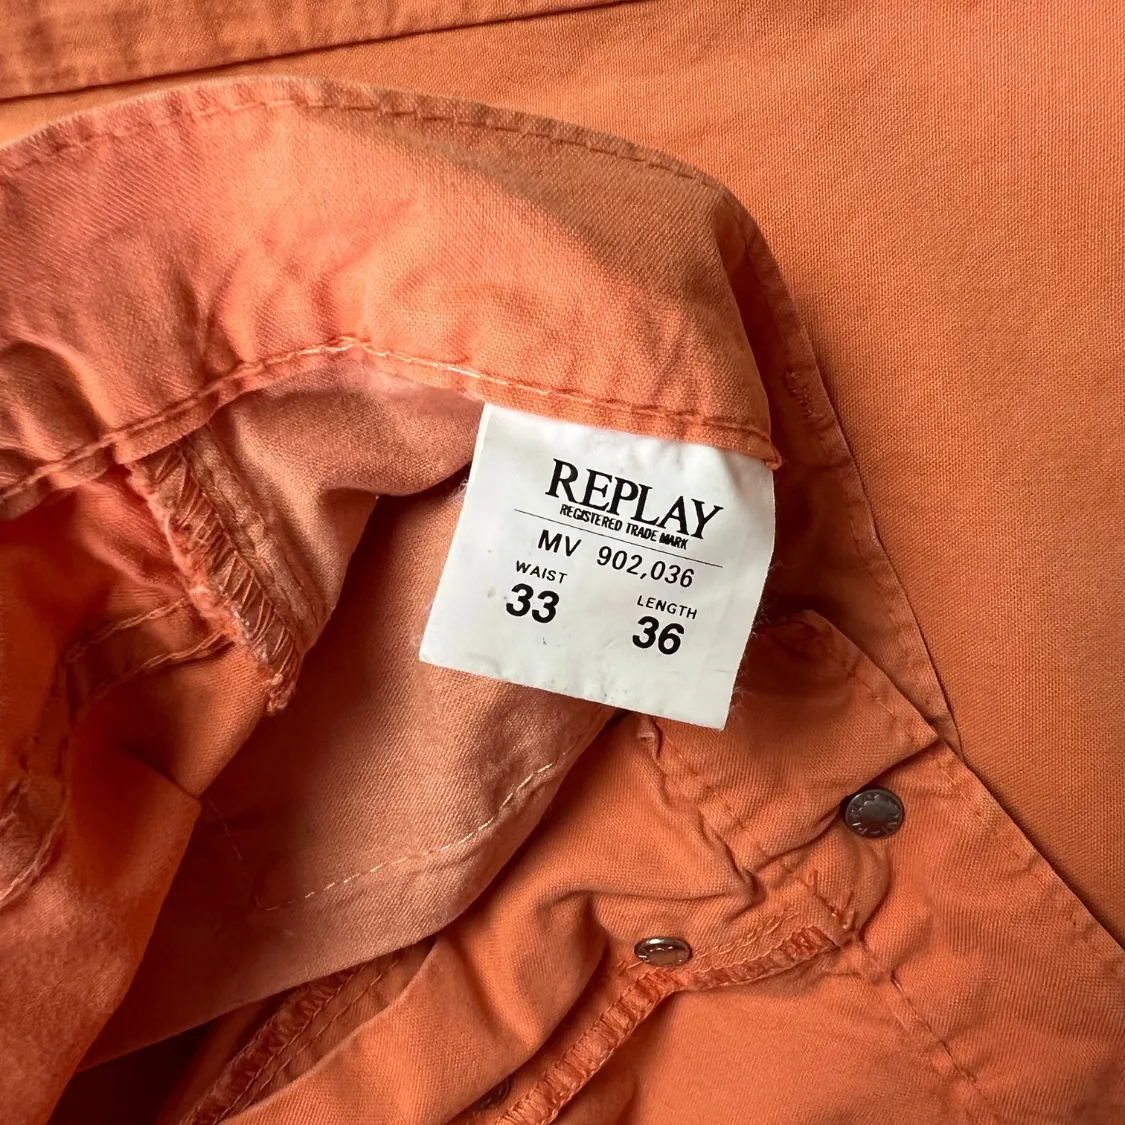 REPLAY
REGISTERED TRADE MARK
MV 902,036
WAIST LENGTH
33 36